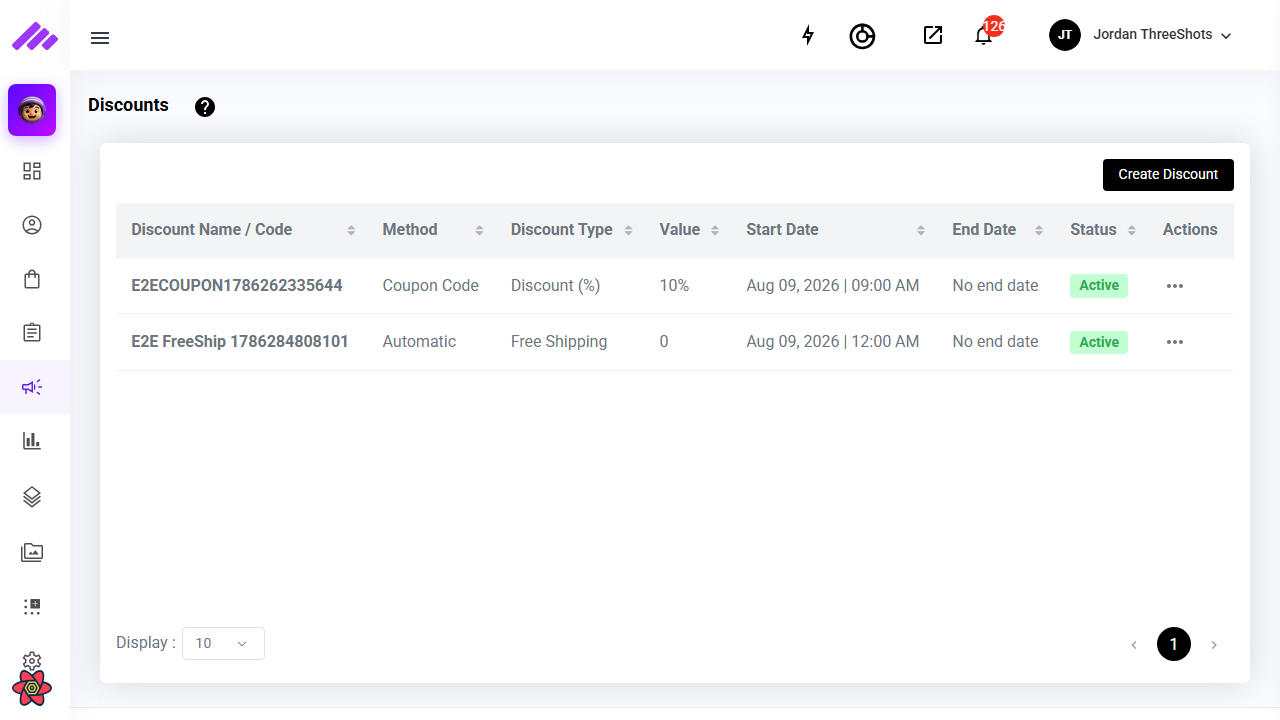 126
JT
Jordan ThreeShots
Discounts
Create Discount
Discount Name / Code Method Discount Type Value Start Date End Date Status Actions
E2ECOUPON1786262335644 Coupon Code Discount (%) 10% Aug 09, 2026 | 09:00 AM No end date Active
E2E FreeShip 1786284808101 Automatic Free Shipping 0 Aug 09, 2026 | 12:00 AM No end date Active
Display : 10
1